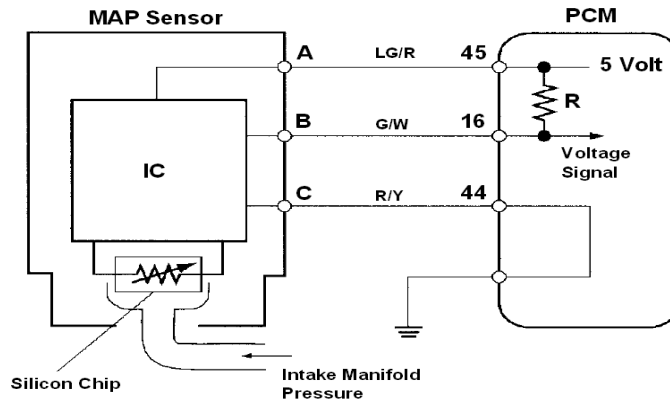 MAP Sensor
PCM
A
LG/R
45
5 Volt
R
B
G/W
16
Voltage
Signal
IC
C
R/Y
44
Silicon Chip
Intake Manifold
Pressure